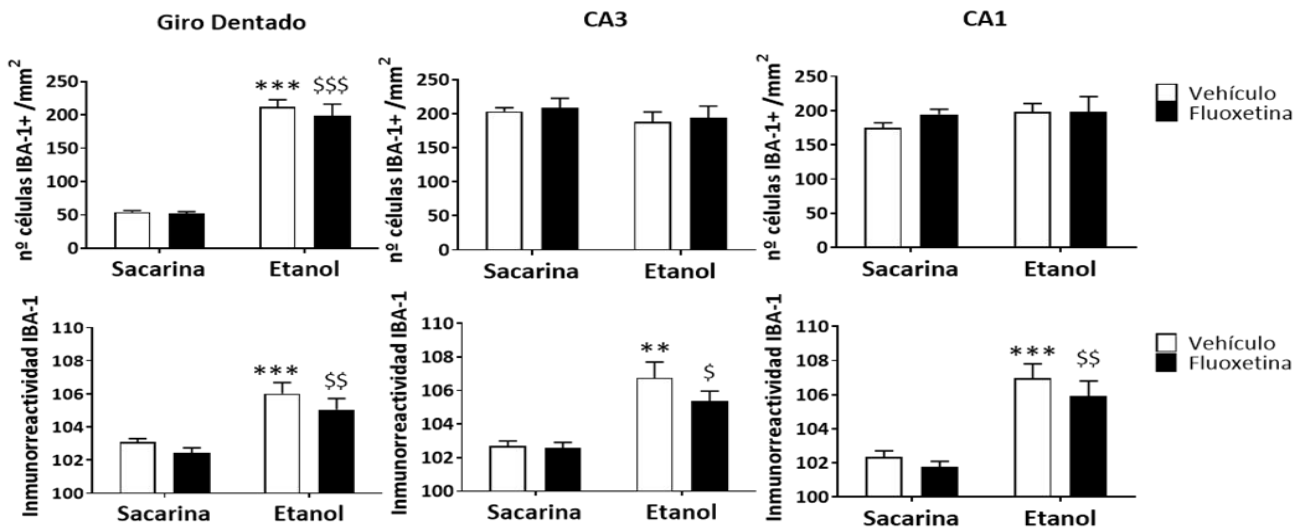 Giro Dentado
CA3
CA1
nº células IBA-1+ /mm²
250
200
150
100
50
0
***
$$$
Sacarina
Etanol
nº células IBA-1+ /mm²
250
200
150
100
50
0
Sacarina
Etanol
nº células IBA-1+ /mm²
250
200
150
100
50
0
Sacarina
Etanol
Vehículo
Fluoxetina
Inmunorreactividad IBA-1
110
108
106
104
102
100
***
$$
Sacarina
Etanol
Inmunorreactividad IBA-1
110
108
106
104
102
100
**
$
Sacarina
Etanol
Inmunorreactividad IBA-1
110
108
106
104
102
100
***
$$
Sacarina
Etanol
Vehículo
Fluoxetina